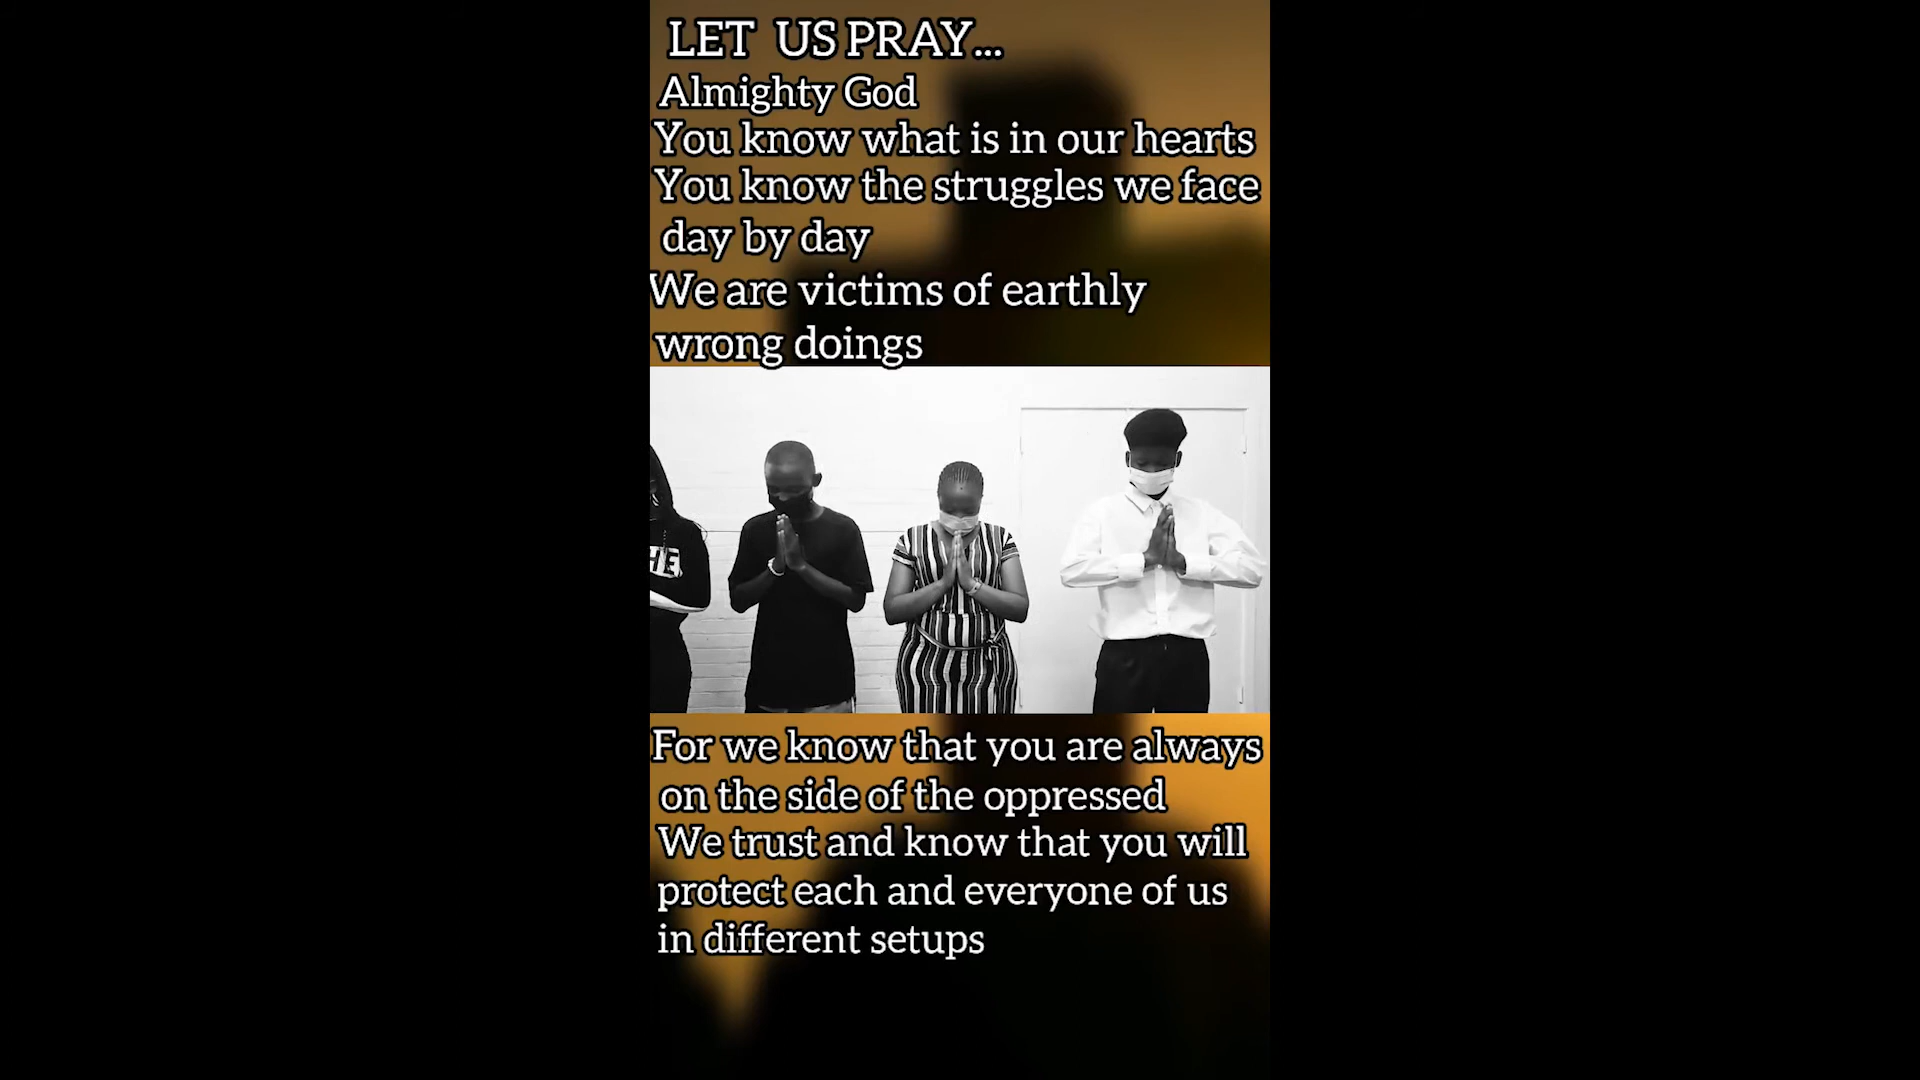 LET US PRAY...
Almighty God
You know what is in our hearts
You know the struggles we face
day by day
We are victims of earthly
wrong doings
HE
For we know that you are always
on the side of the oppressed
We trust and know that you will
protect each and everyone of us
in different setups